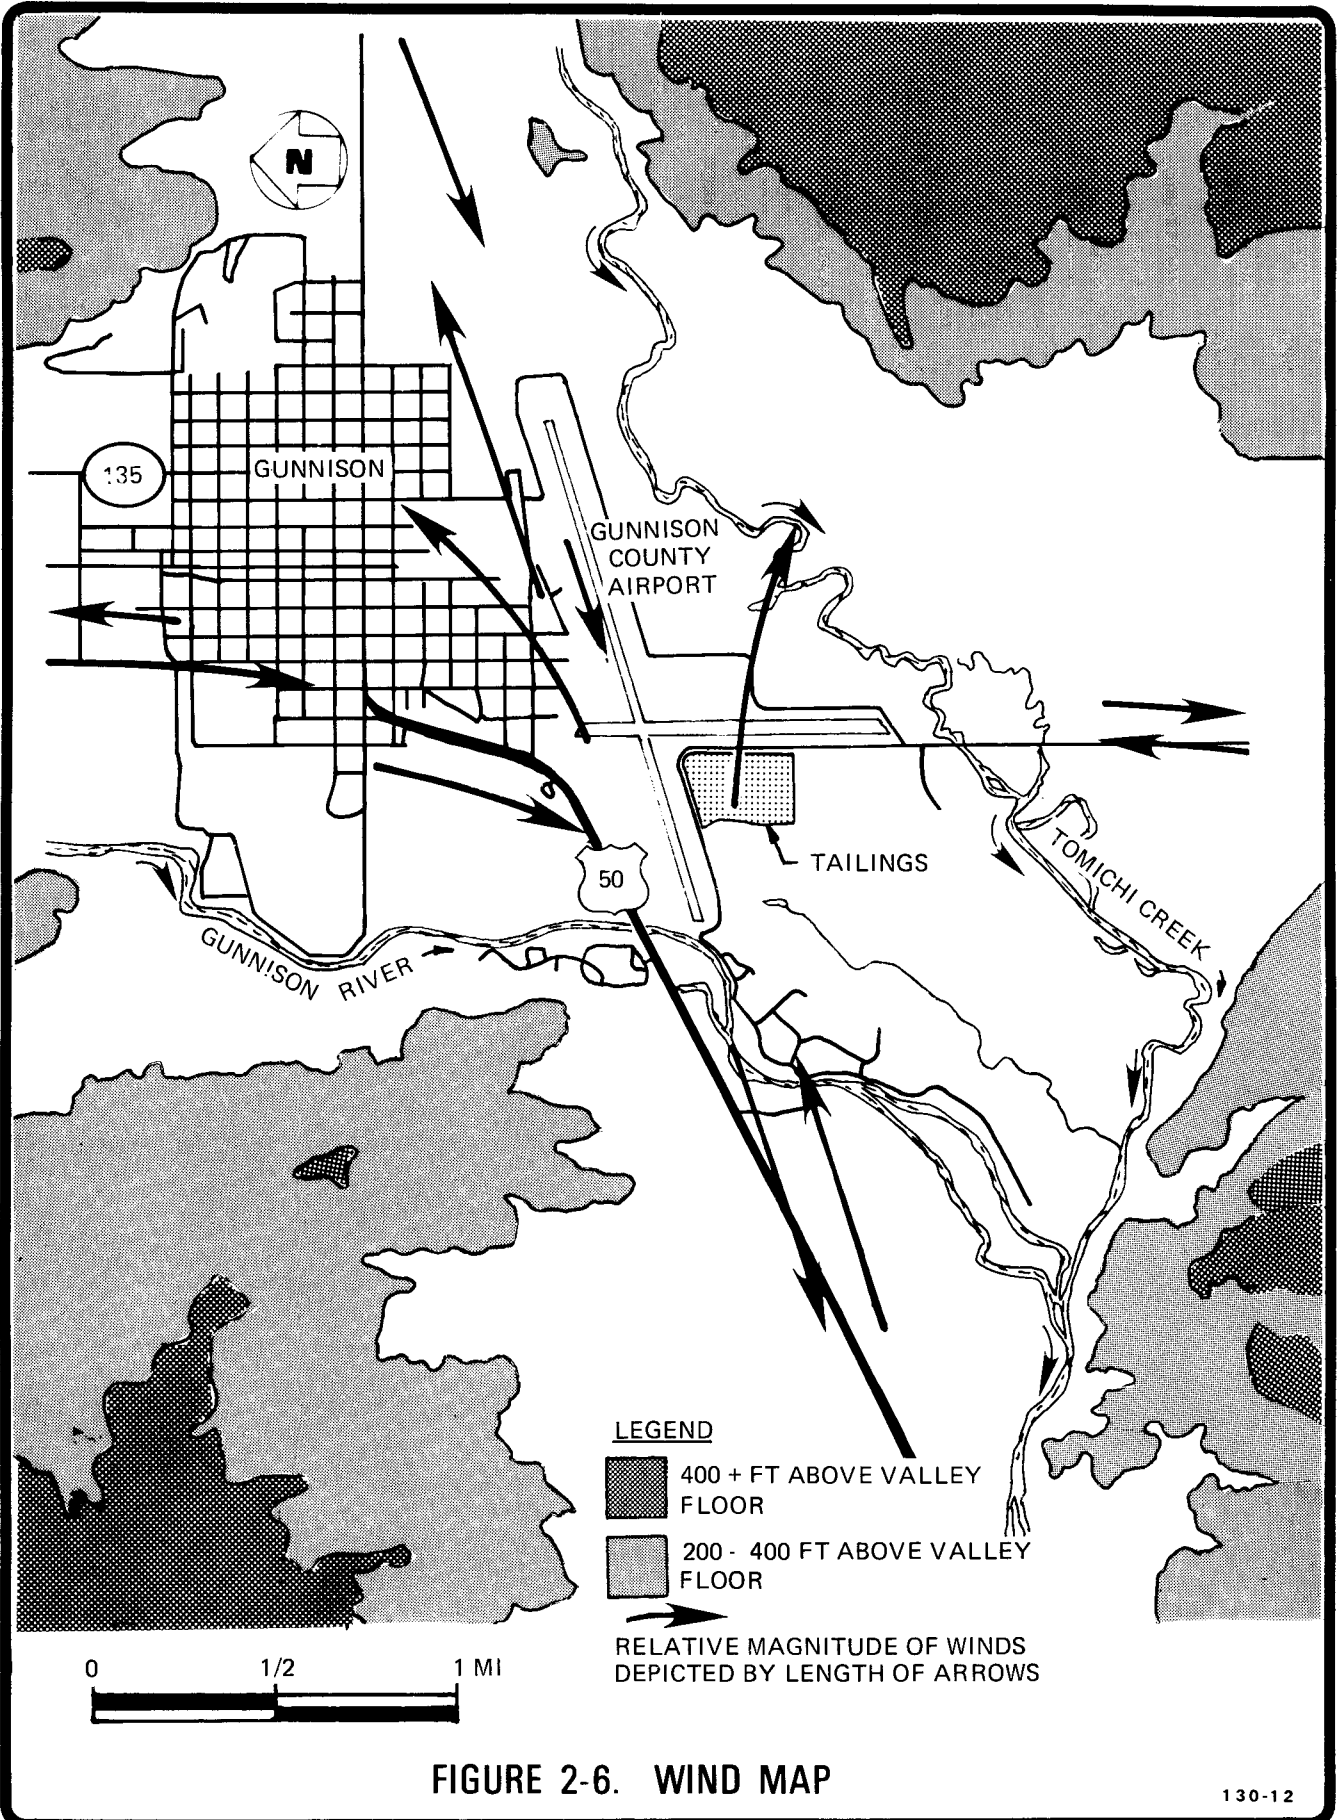 N
135
GUNNISON
GUNNISON
COUNTY
AIRPORT
TAILINGS
50
TOMICHI CREEK
GUNNISON RIVER
LEGEND
400 + FT ABOVE VALLEY
FLOOR
200 - 400 FT ABOVE VALLEY
FLOOR
RELATIVE MAGNITUDE OF WINDS
DEPICTED BY LENGTH OF ARROWS
0 1/2 1 MI
FIGURE 2-6. WIND MAP
130-12